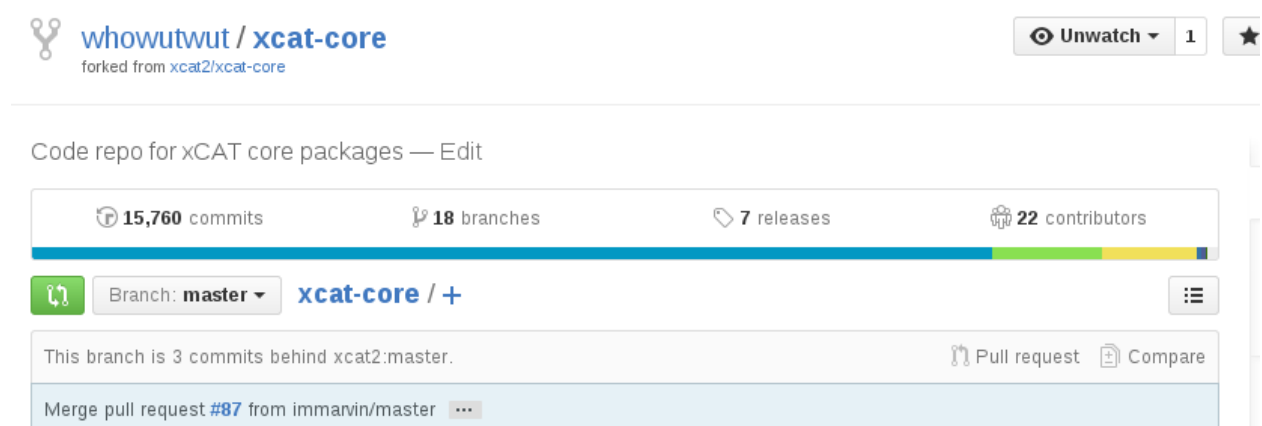 whowutwut / xcat-core
Unwatch 1
forked from xcat2/xcat-core
Code repo for xCAT core packages — Edit
15,760 commits 18 branches 7 releases 22 contributors
Branch: master xcat-core / +
This branch is 3 commits behind xcat2:master. Pull request Compare
Merge pull request #87 from immarvin/master ...